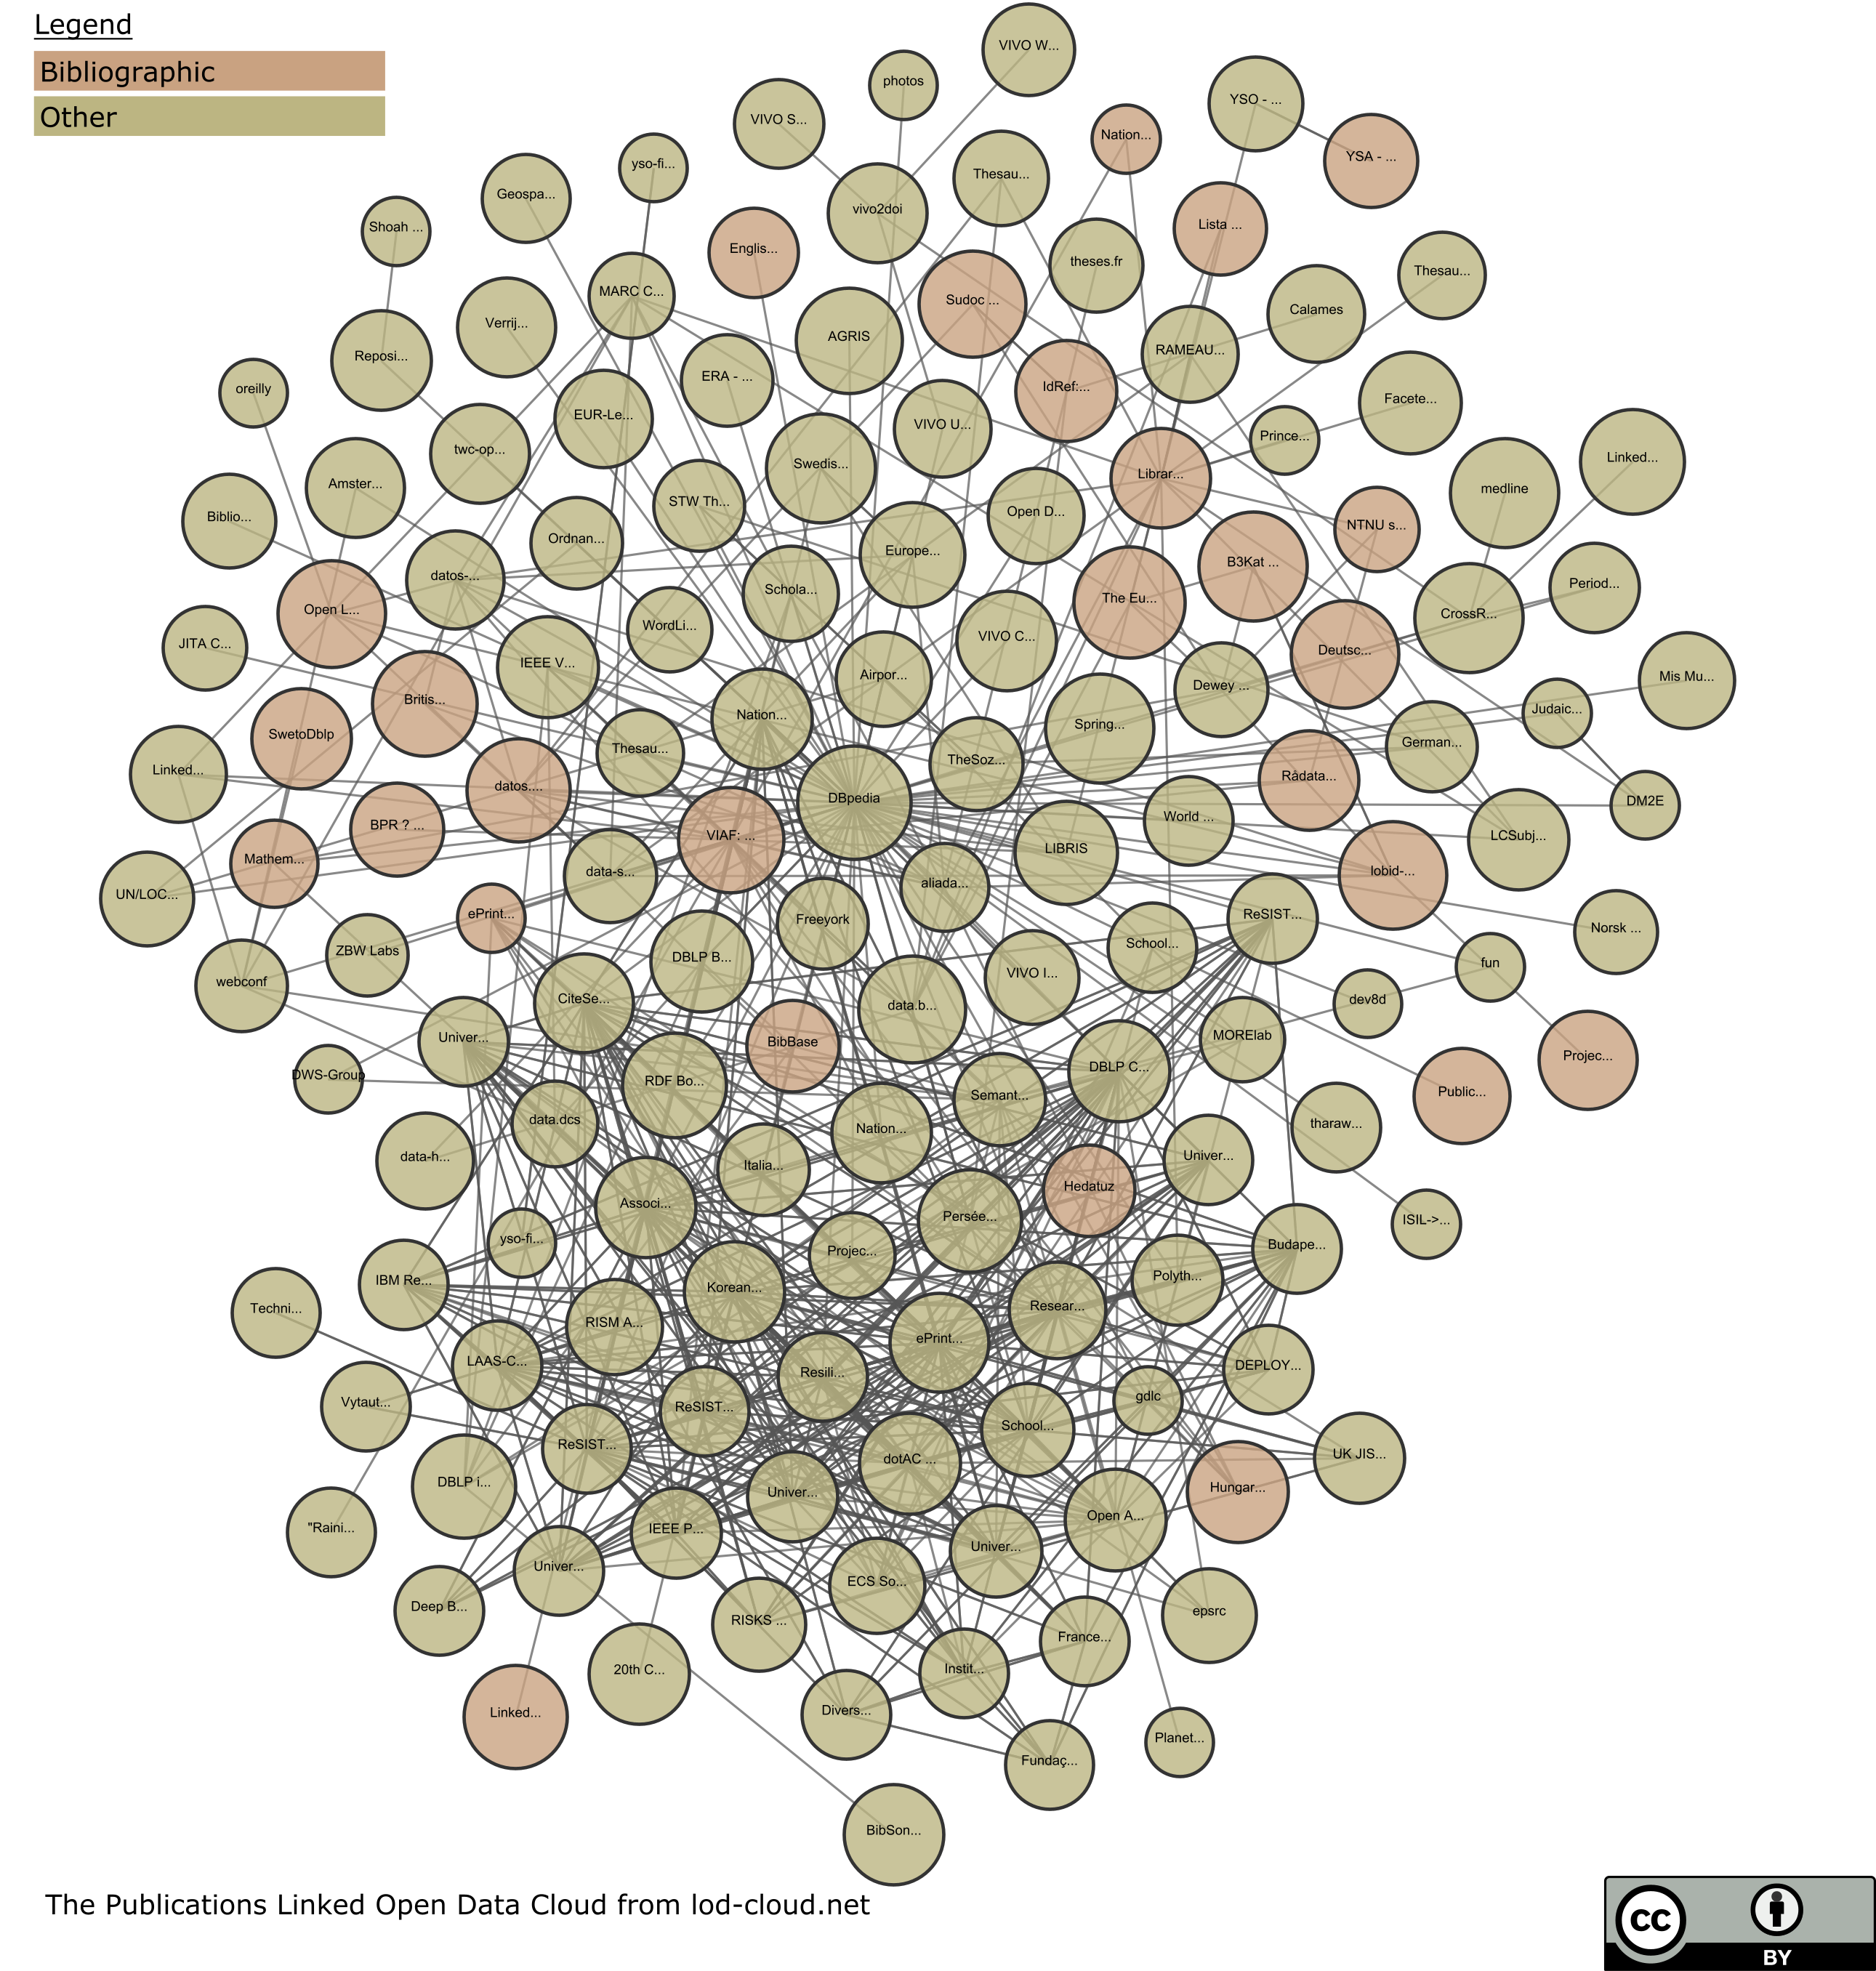 Legend
Bibliographic
Other
VIVO W...
photos
YSO - ...
VIVO S...
Nation...
YSA - ...
yso-fi...
Thesau...
Geospa...
vivo2doi
Shoah ...
Lista ...
Englis...
theses.fr
Thesau...
MARC C...
Sudoc ...
Calames
Verrij...
AGRIS
RAMEAU...
Reposi...
ERA - ...
IdRef:...
oreilly
Facete...
EUR-Le...
VIVO U...
Prince...
twc-op...
Swedis...
Librar...
Linked...
Amster...
medline
STW Th...
Open D...
Biblio...
NTNU s...
Ordnan...
Europe...
B3Kat ...
datos-...
Period...
Schola...
The Eu...
Open L...
CrossR...
WordLi...
VIVO C...
JITA C...
Deutsc...
IEEE V...
Airpor...
Mis Mu...
Dewey ...
Britis...
Judaic...
Nation...
Spring...
SwetoDblp
German...
Thesau...
TheSoz...
Linked...
Rådata...
datos....
DBpedia
DM2E
World ...
BPR ? ...
VIAF: ...
LCSubj...
LIBRIS
Mathem...
lobid-...
data-s...
aliada...
UN/LOC...
ePrint...
Freeyork
ReSIST...
Norsk ...
School...
ZBW Labs
DBLP B...
fun
VIVO I...
webconf
CiteSe...
data.b...
dev8d
Univer...
BibBase
MORElab
Projec...
DBLP C...
DWS-Group
RDF Bo...
Public...
Semant...
data.dcs
tharaw...
Nation...
data-h...
Italia...
Univer...
Hedatuz
Associ...
Persée...
ISIL->...
yso-fi...
Projec...
Budape...
IBM Re...
Korean...
Polyth...
Techni...
Resear...
RISM A...
ePrint...
LAAS-C...
Resili...
DEPLOY...
Vytaut...
ReSIST...
gdlc
School...
ReSIST...
dotAC ...
UK JIS...
DBLP i...
Hungar...
Univer...
Open A...
"Raini...
IEEE P...
Univer...
Univer...
ECS So...
Deep B...
epsrc
RISKS ...
France...
20th C...
Instit...
Linked...
Divers...
Planet...
Fundaç...
BibSon...
The Publications Linked Open Data Cloud from lod-cloud.net
cc
BY